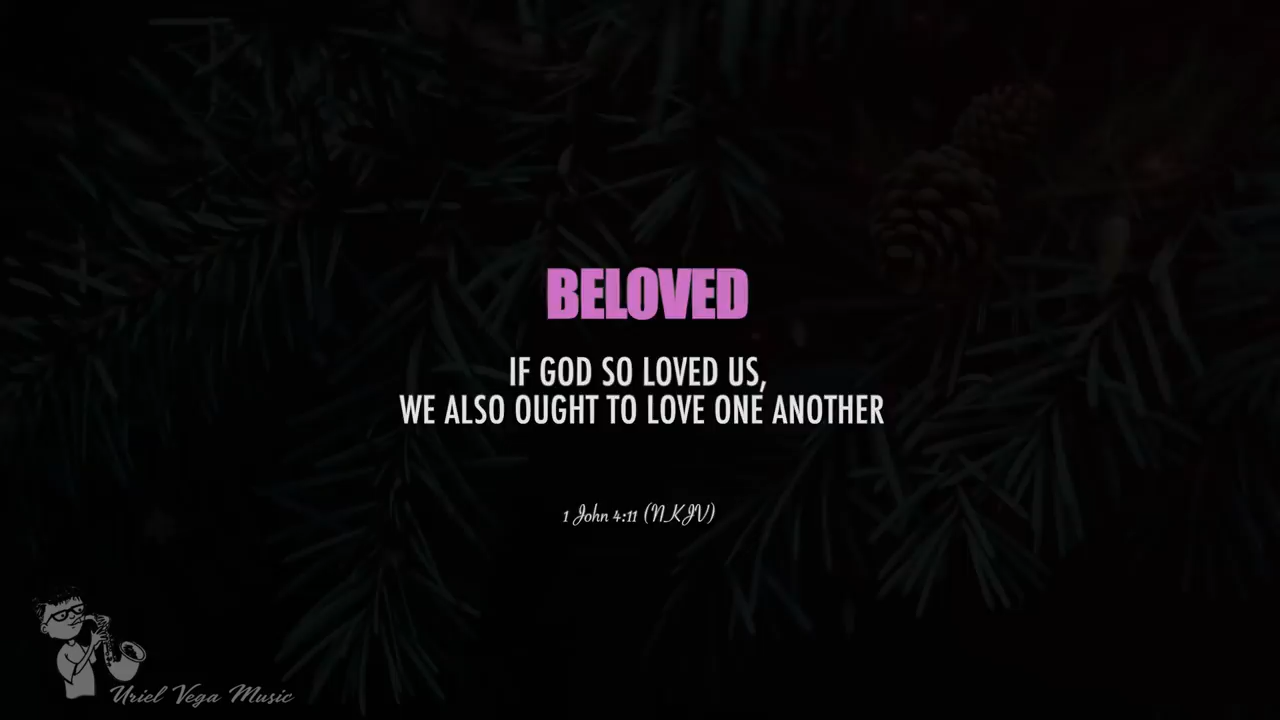 BELOVED
IF GOD SO LOVED US,
WE ALSO OUGHT TO LOVE ONE ANOTHER
1 John 4:11 (NKJV)
Uriel Vega Music